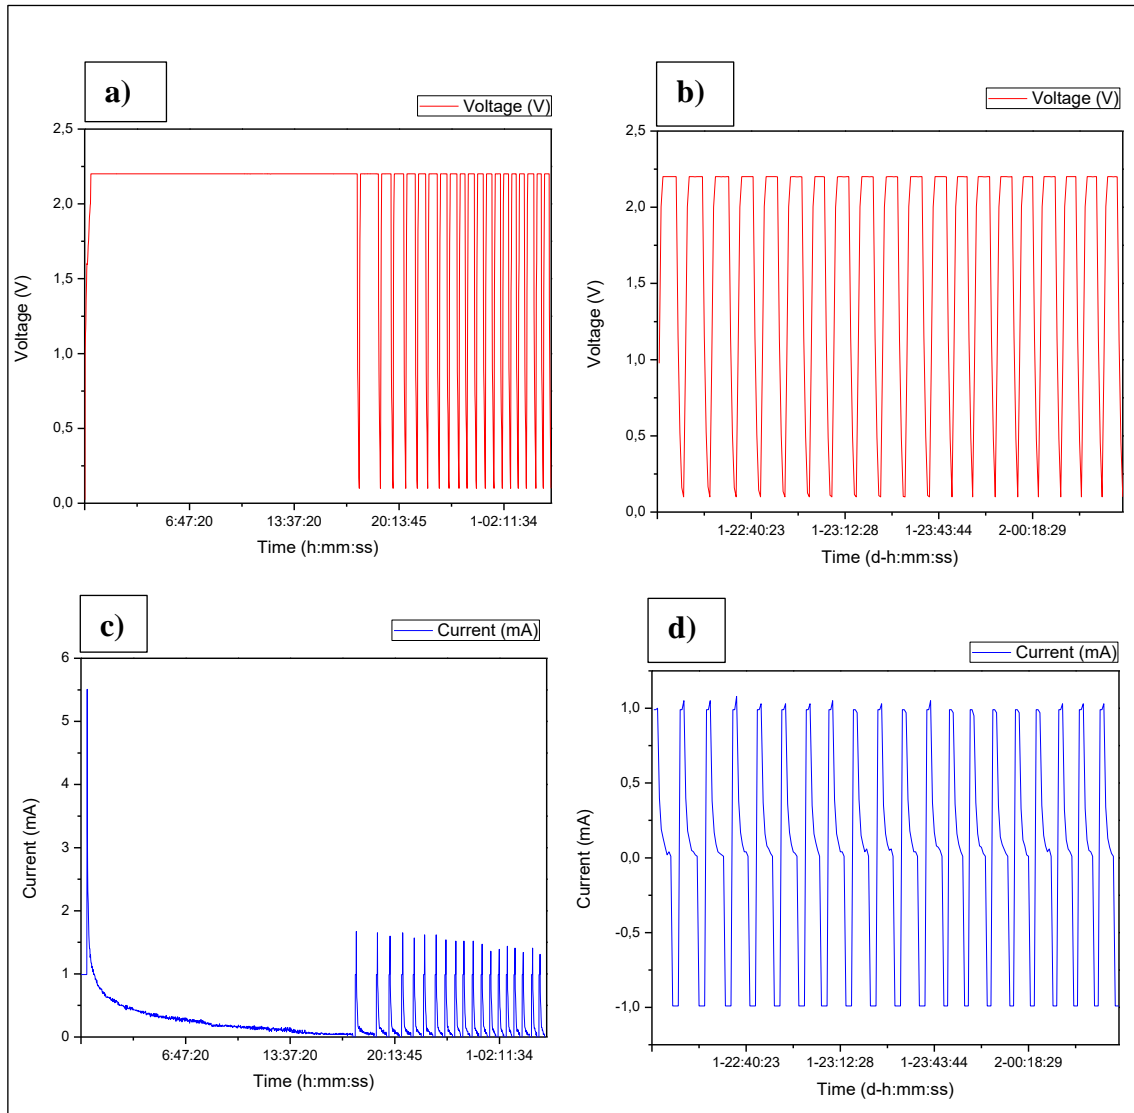 a)
Voltage (V)
2,5
2,0
1,5
1,0
0,5
0,0
Voltage (V)
6:47:20 13:37:20 20:13:45 1-02:11:34
Time (h:mm:ss)
b)
Voltage (V)
2,5
2,0
1,5
1,0
0,5
0,0
Voltage (V)
1-22:40:23 1-23:12:28 1-23:43:44 2-00:18:29
Time (d-h:mm:ss)
c)
Current (mA)
6
5
4
3
2
1
0
Current (mA)
6:47:20 13:37:20 20:13:45 1-02:11:34
Time (h:mm:ss)
d)
Current (mA)
1,0
0,5
0,0
-0,5
-1,0
Current (mA)
1-22:40:23 1-23:12:28 1-23:43:44 2-00:18:29
Time (d-h:mm:ss)